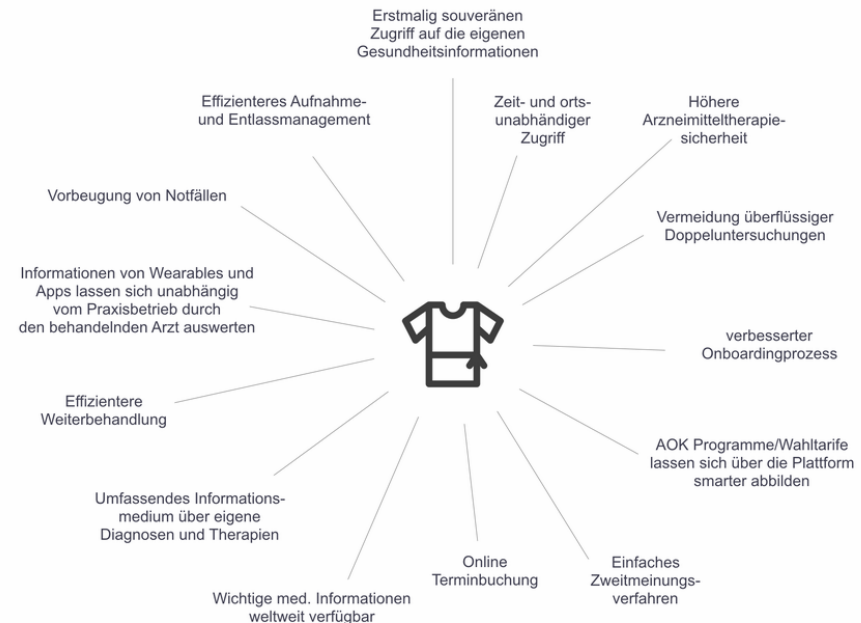 Erstmalig souveränen
Zugriff auf die eigenen
Gesundheitsinformationen
Effizienteres Aufnahme-
und Entlassmanagement
Zeit- und orts-
unabhändiger
Zugriff
Höhere
Arzneimitteltherapie-
sicherheit
Vorbeugung von Notfällen
Vermeidung überflüssiger
Doppeluntersuchungen
Informationen von Wearables und
Apps lassen sich unabhängig
vom Praxisbetrieb durch
den behandelnden Arzt auswerten
verbesserter
Onboardingprozess
Effizientere
Weiterbehandlung
AOK Programme/Wahltarife
lassen sich über die Plattform
smarter abbilden
Umfassendes Informations-
medium über eigene
Diagnosen und Therapien
Online
Terminbuchung
Einfaches
Zweitmeinungs-
verfahren
Wichtige med. Informationen
weltweit verfügbar